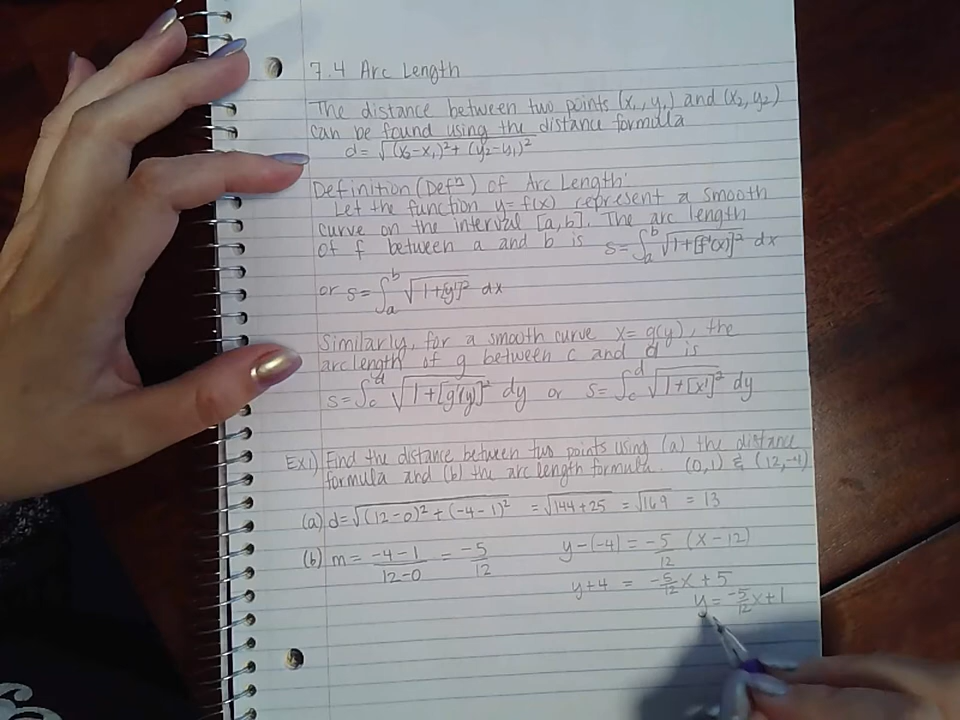 7.4 Arc Length
The distance between two points (x₁, y₁) and (x₂, y₂)
can be found using the distance formula
d = √(x₂-x₁)²+(y₂-y₁)²
Definition (Defⁿ) of Arc Length:
Let the function y = f(x) represent a smooth
curve on the interval [a,b]. The arc length
of f between a and b is s = ∫ₐᵇ √1+[f'(x)]² dx
or s = ∫ₐᵇ √1+[y']² dx
Similarly, for a smooth curve x = g(y), the
arc length of g between c and d is
s = ∫꜀ᵈ √1+[g'(y)]² dy or s = ∫꜀ᵈ √1+[x']² dy
Ex1) Find the distance between two points using (a) the distance
formula and (b) the arc length formula. (0,1) & (12,-4)
(a) d = √(12-0)²+(-4-1)² = √144+25 = √169 = 13
(b) m = -4-1/12-0 = -5/12 y-(-4) = -5/12 (x-12)
y+4 = -5/12x + 5
y = -5/12x+1